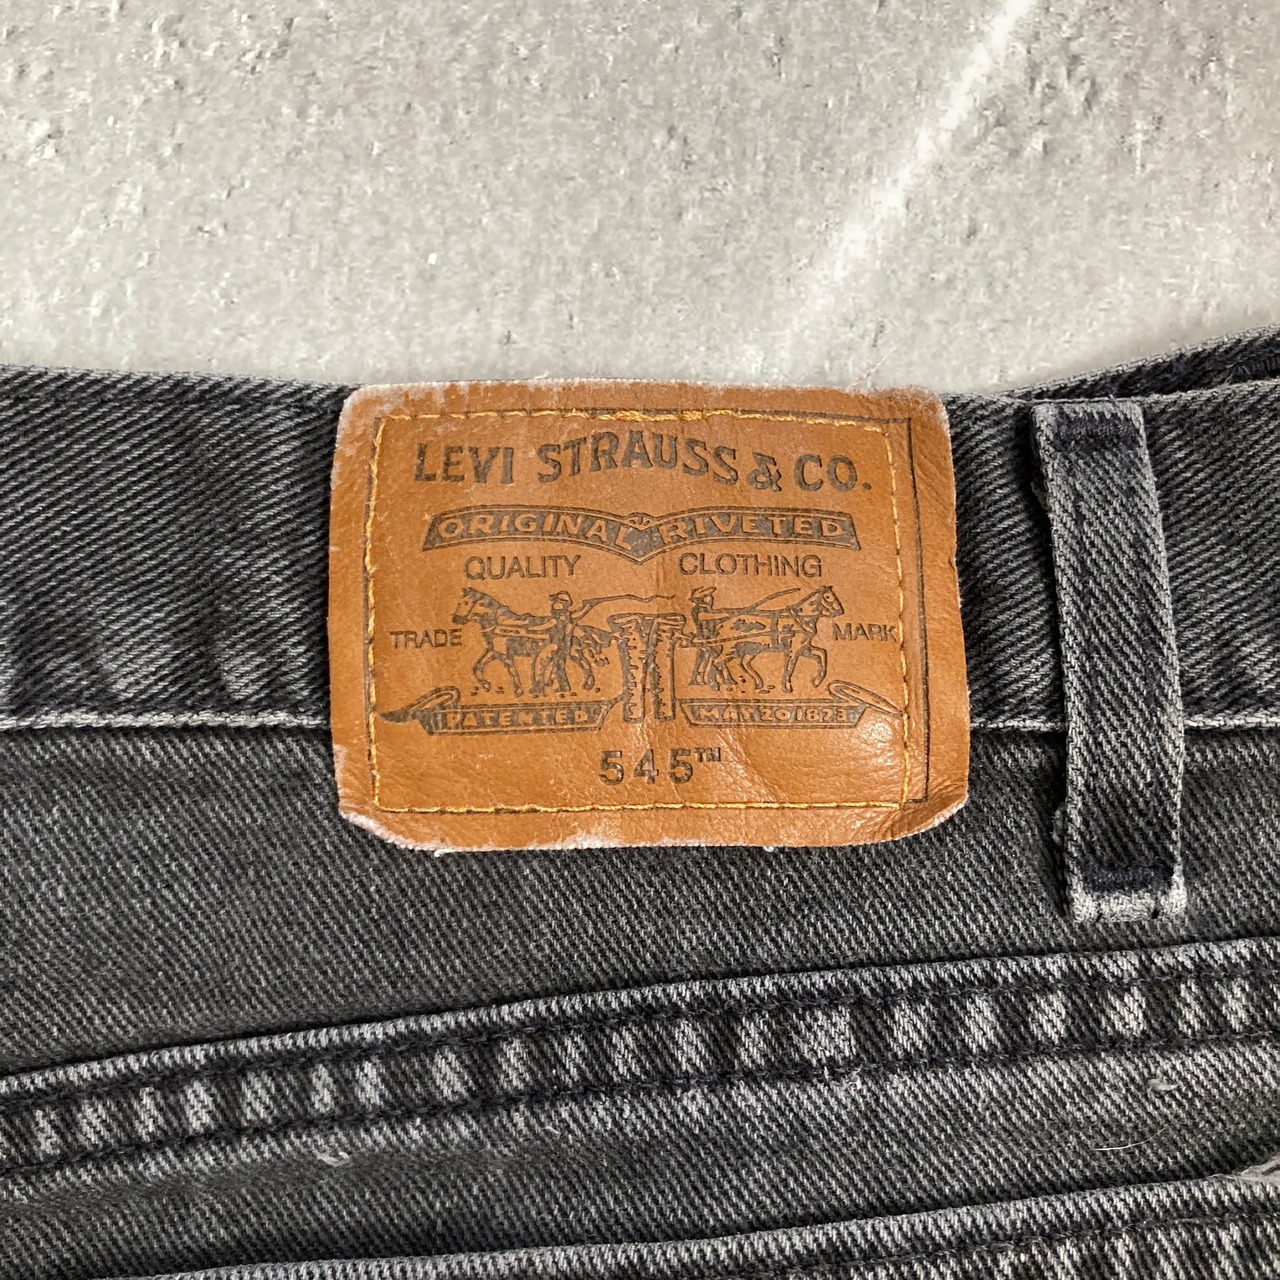 LEVI STRAUSS & CO.
ORIGINAL RIVETED
QUALITY CLOTHING
TRADE MARK
PATENTED MAY 20 1873
545™